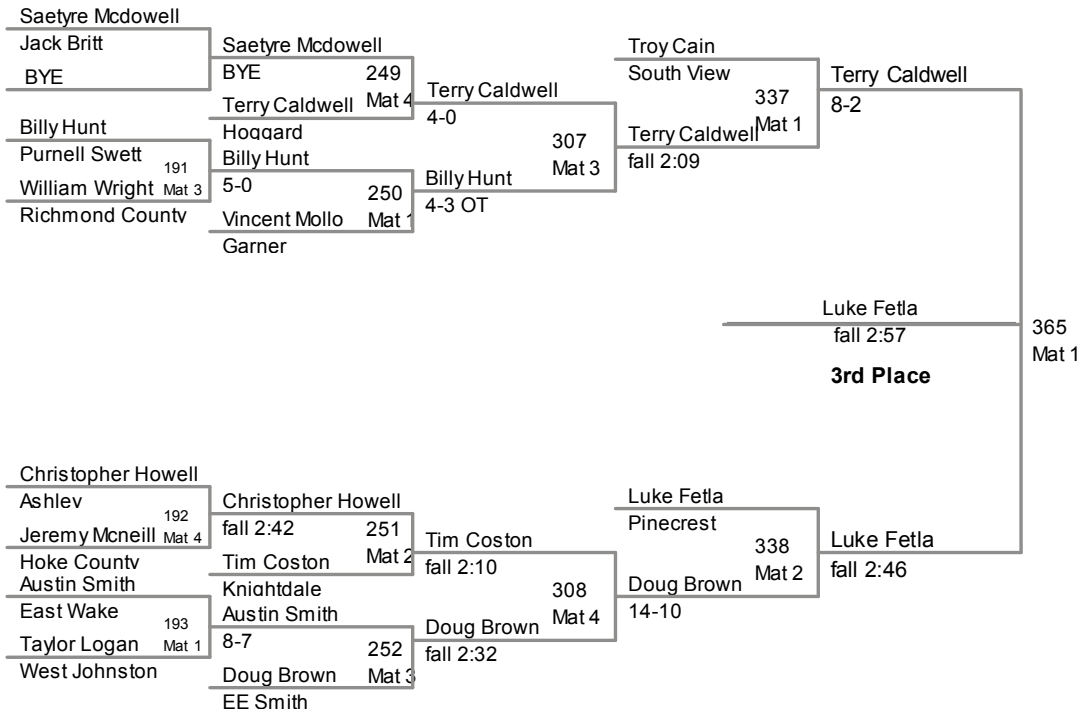 Saetyre Mcdowell
Jack Britt
BYE
Saetyre Mcdowell
BYE
249
Mat 4
Terry Caldwell
Hoggard
Billy Hunt
Purnell Swett
191
Mat 3
William Wright
Richmond County
Billy Hunt
5-0
250
Mat 1
Vincent Mollo
Garner
Terry Caldwell
4-0
307
Mat 3
Billy Hunt
4-3 OT
Troy Cain
South View
337
Mat 1
Terry Caldwell
fall 2:09
Terry Caldwell
8-2
Luke Fetla
fall 2:57
3rd Place
365
Mat 1
Christopher Howell
Ashley
192
Mat 4
Jeremy Mcneill
Hoke County
Christopher Howell
fall 2:42
251
Mat 2
Tim Coston
Knightdale
Austin Smith
East Wake
193
Mat 1
Taylor Logan
West Johnston
Austin Smith
8-7
252
Mat 3
Doug Brown
EE Smith
Tim Coston
fall 2:10
308
Mat 4
Doug Brown
fall 2:32
Luke Fetla
Pinecrest
338
Mat 2
Doug Brown
14-10
Luke Fetla
fall 2:46